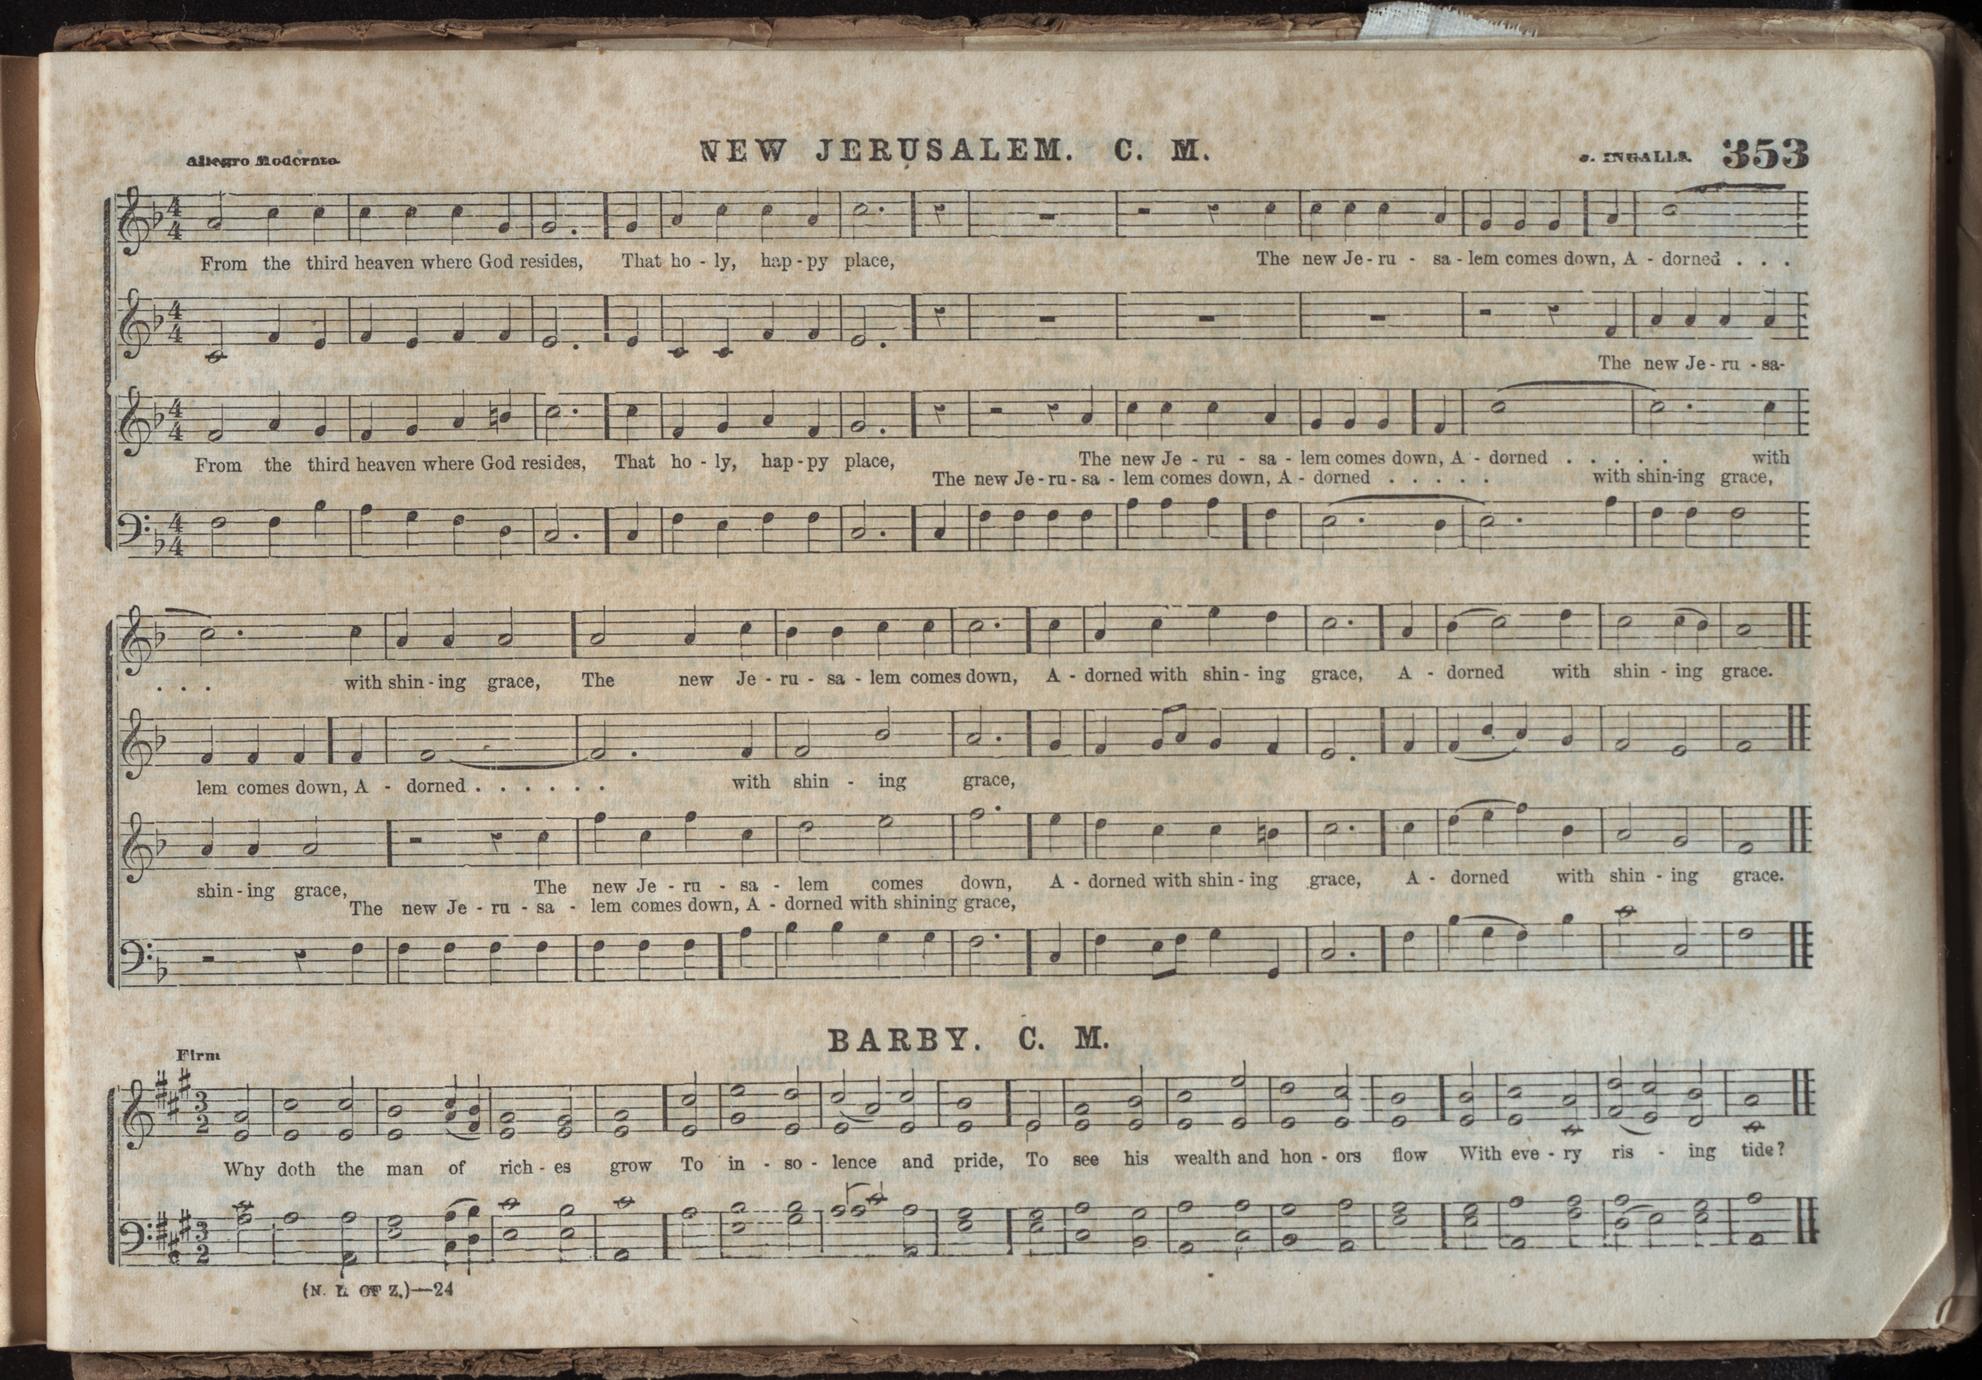 Allegro Moderato.
NEW JERUSALEM. C. M.
J. INGALLS.
353
From the third heaven where God resides, That ho - ly, hap - py place, The new Je - ru - sa - lem comes down, A - dorned . . .
The new Je - ru - sa-
From the third heaven where God resides, That ho - ly, hap - py place, The new Je - ru - sa - lem comes down, A - dorned . . . . . with
The new Je - ru - sa - lem comes down, A - dorned . . . . . with shin-ing grace,
. . . with shin - ing grace, The new Je - ru - sa - lem comes down, A - dorned with shin - ing grace, A - dorned with shin - ing grace.
lem comes down, A - dorned . . . . . . with shin - ing grace,
shin - ing grace, The new Je - ru - sa - lem comes down, A - dorned with shin - ing grace, A - dorned with shin - ing grace.
The new Je - ru - sa - lem comes down, A - dorned with shining grace,
BARBY. C. M.
Firm
Why doth the man of rich - es grow To in - so - lence and pride, To see his wealth and hon - ors flow With eve - ry ris - ing tide?
(N. L. OF Z.)—24